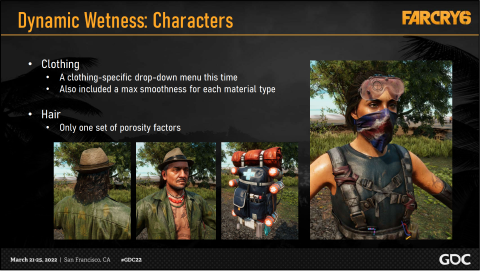 Dynamic Wetness: Characters
FARCRY6
• Clothing
• A clothing-specific drop-down menu this time
• Also included a max smoothness for each material type
• Hair
• Only one set of porosity factors
March 21-25, 2022 | San Francisco, CA #GDC22
GDC